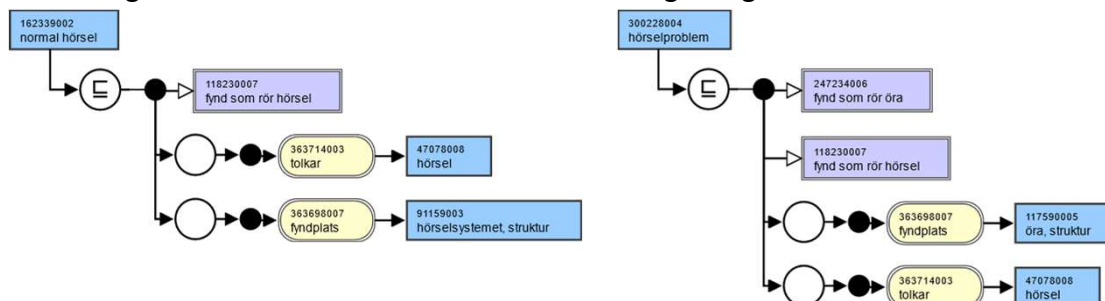 162339002
normal hörsel
⊑
118230007
fynd som rör hörsel
363714003
tolkar
47078008
hörsel
363698007
fyndplats
91159003
hörselsystemet, struktur
300228004
hörselproblem
⊑
247234006
fynd som rör öra
118230007
fynd som rör hörsel
363698007
fyndplats
117590005
öra, struktur
363714003
tolkar
47078008
hörsel